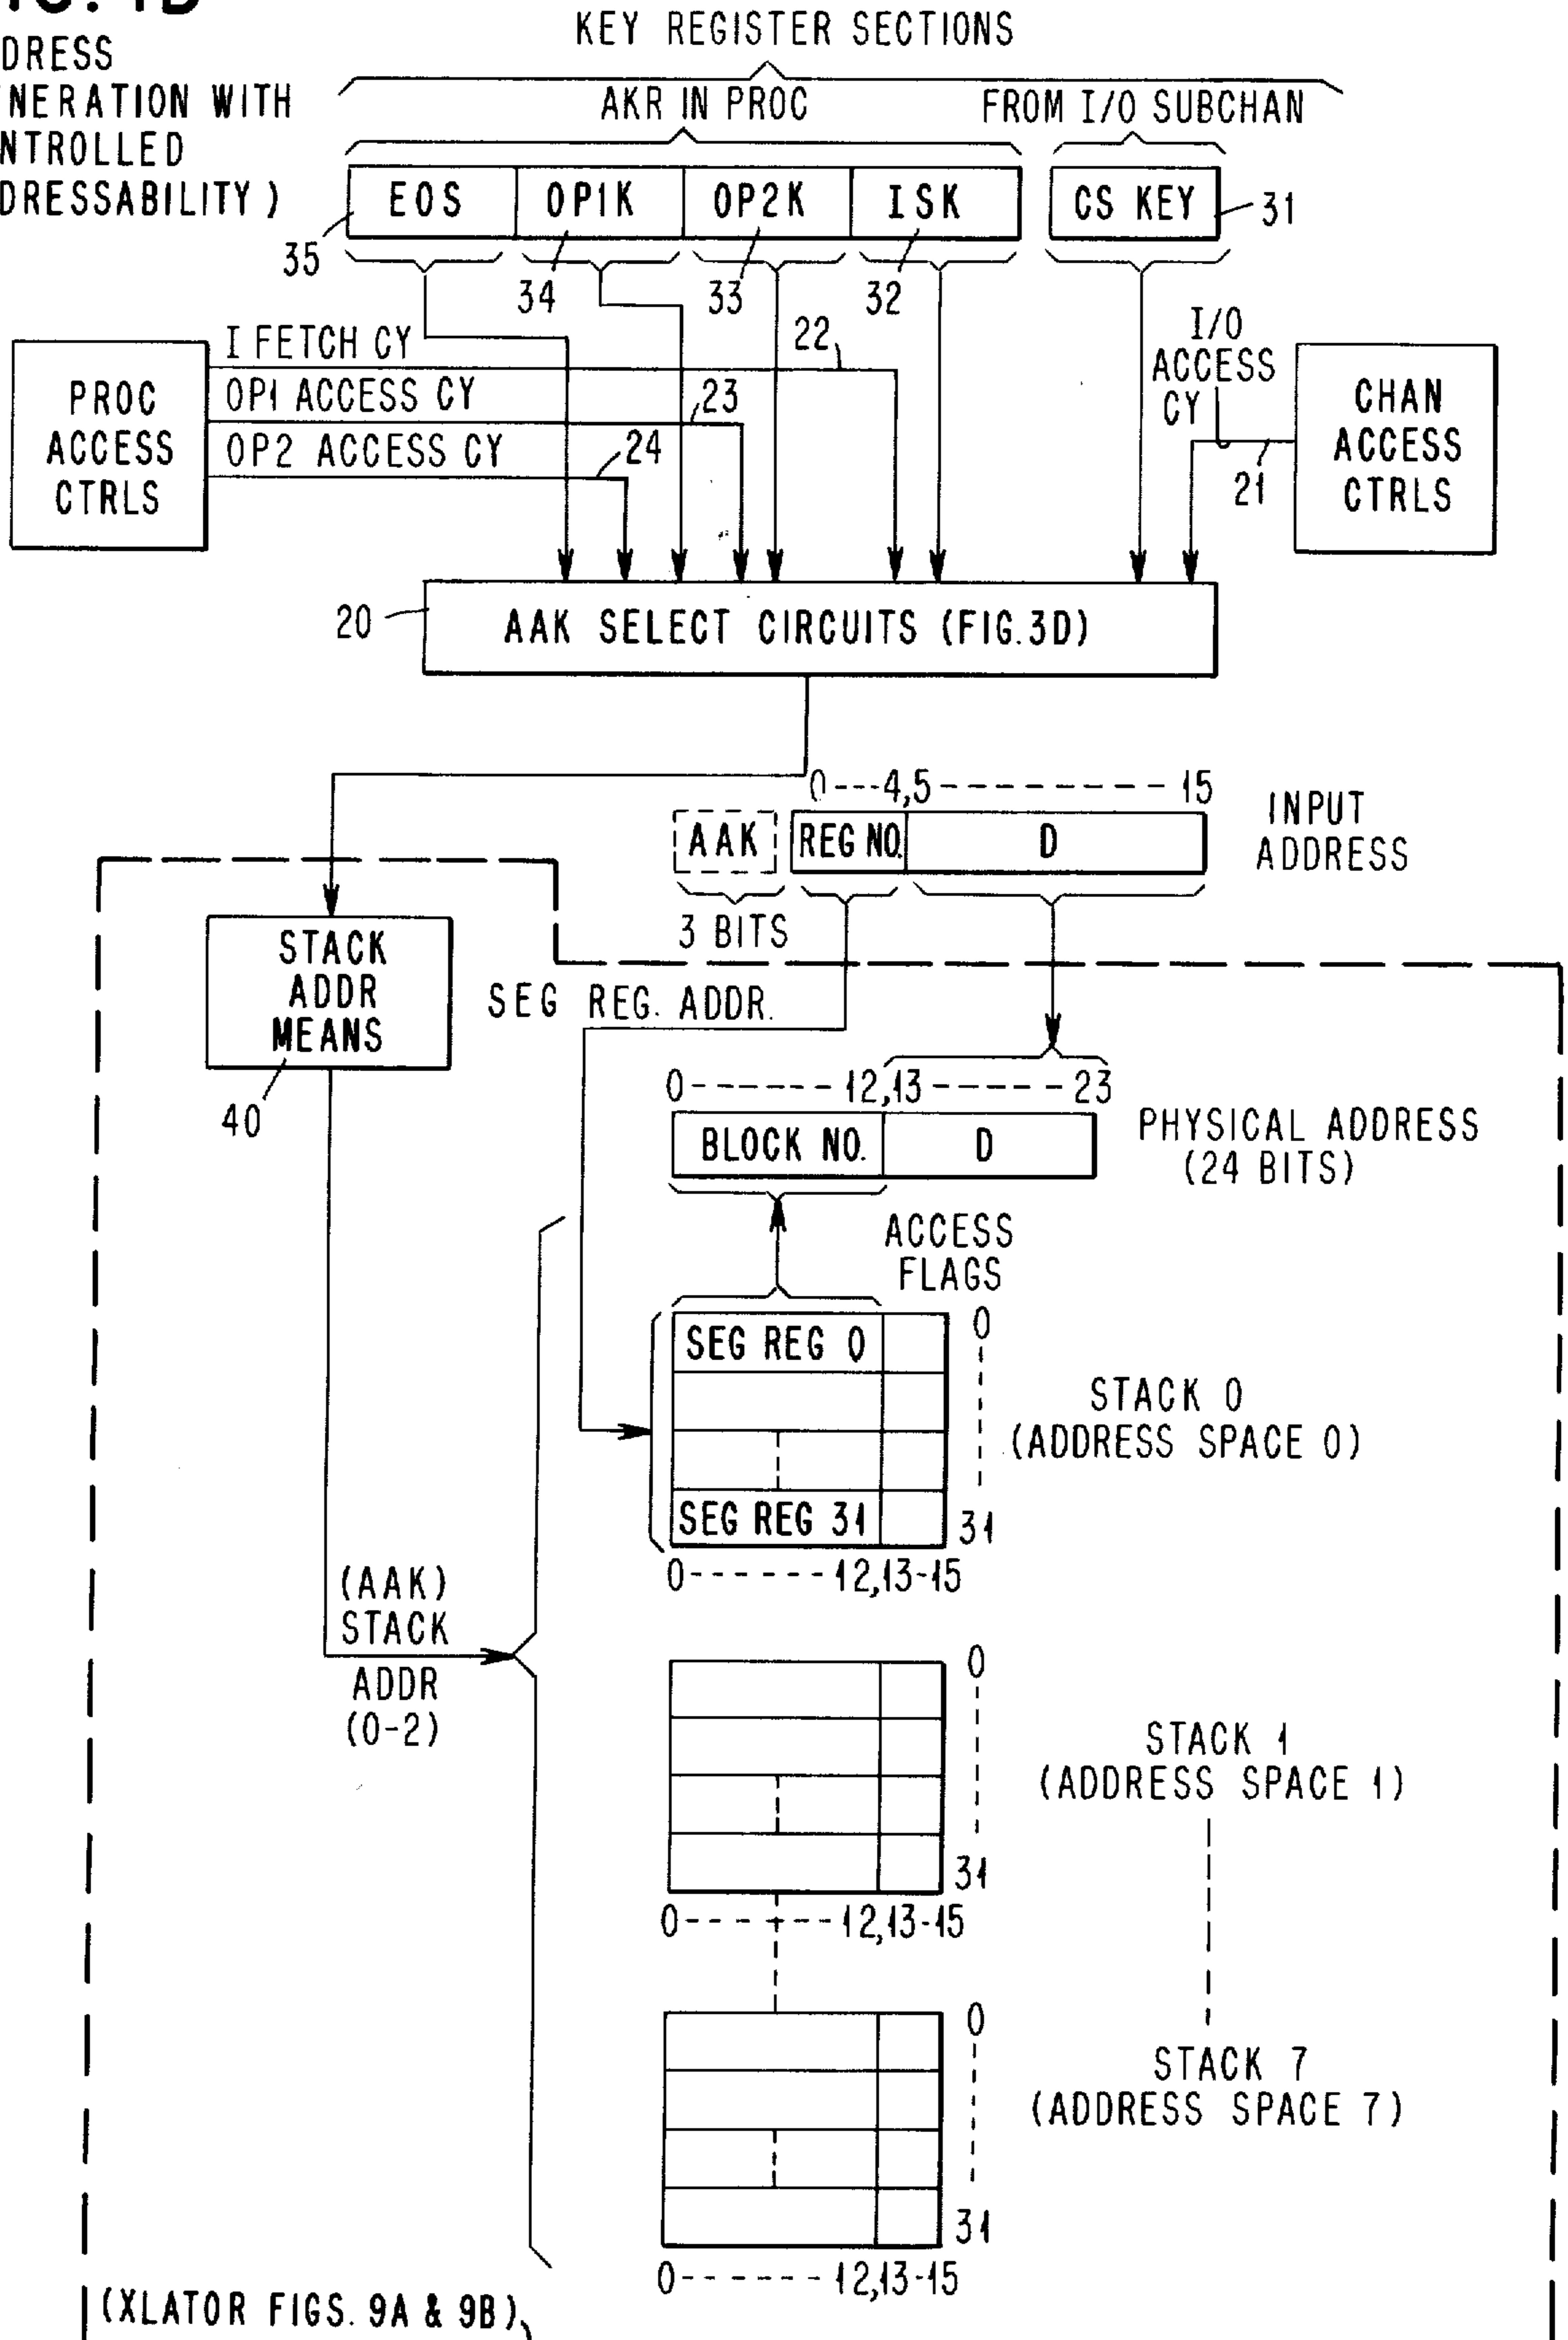 KEY REGISTER SECTIONS
DRESS
NERATION WITH
NTROLLED
DRESSABILITY)
AKR IN PROC
FROM I/O SUBCHAN
EOS
OP1K
OP2K
ISK
CS KEY
31
35
34
33
32
PROC
ACCESS
CTRLS
I FETCH CY
22
OP1 ACCESS CY
23
OP2 ACCESS CY
24
I/O
ACCESS
CY
21
CHAN
ACCESS
CTRLS
20
AAK SELECT CIRCUITS (FIG.3D)
0---4,5----------15
AAK
REG NO.
D
INPUT
ADDRESS
3 BITS
STACK
ADDR
MEANS
40
SEG REG. ADDR.
0------12,13-----23
BLOCK NO.
D
PHYSICAL ADDRESS
(24 BITS)
ACCESS
FLAGS
SEG REG 0
0
SEG REG 31
31
0------12,13-15
STACK 0
(ADDRESS SPACE 0)
(AAK)
STACK
ADDR
(0-2)
0
31
0------12,13-15
STACK 1
(ADDRESS SPACE 1)
0
31
0------12,13-15
STACK 7
(ADDRESS SPACE 7)
(XLATOR FIGS. 9A & 9B)